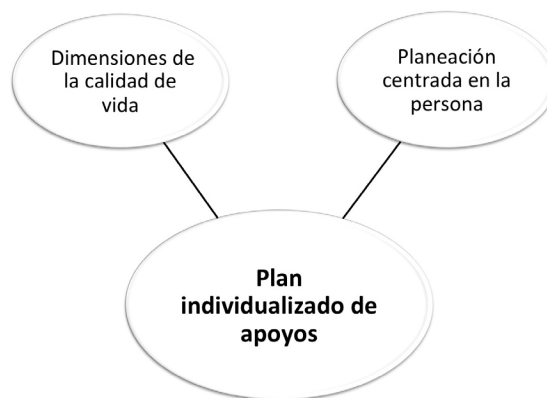 Dimensiones de
la calidad de
vida
Planeación
centrada en la
persona
Plan
individualizado de
apoyos